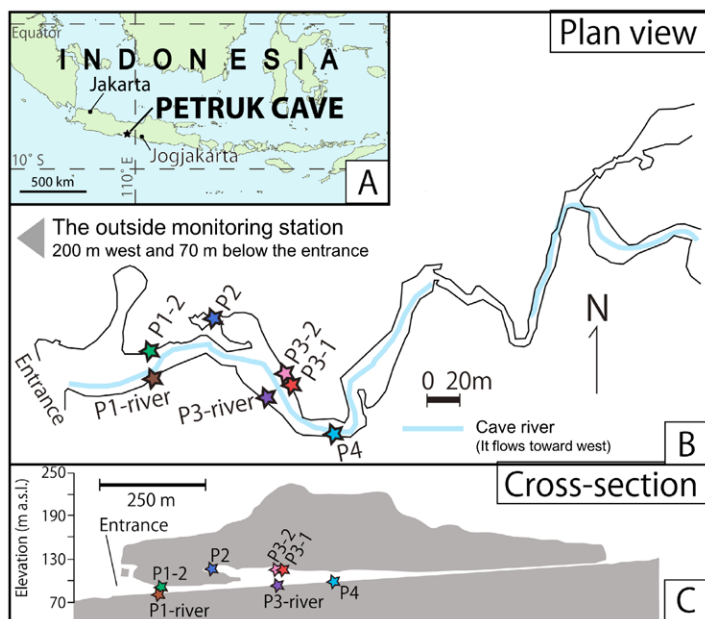 Plan view
Equator
INDONESIA
Jakarta
PETRUK CAVE
Jogjakarta
10° S
110° E
500 km
A
The outside monitoring station
200 m west and 70 m below the entrance
P1-2
P2
P3-2
P3-1
Entrance
P1-river
P3-river
P4
N
0 20m
Cave river
(It flows toward west)
B
Cross-section
Elevation (m a.s.l.)
250
190
130
70
250 m
Entrance
P1-2
P1-river
P2
P3-2
P3-1
P3-river
P4
C